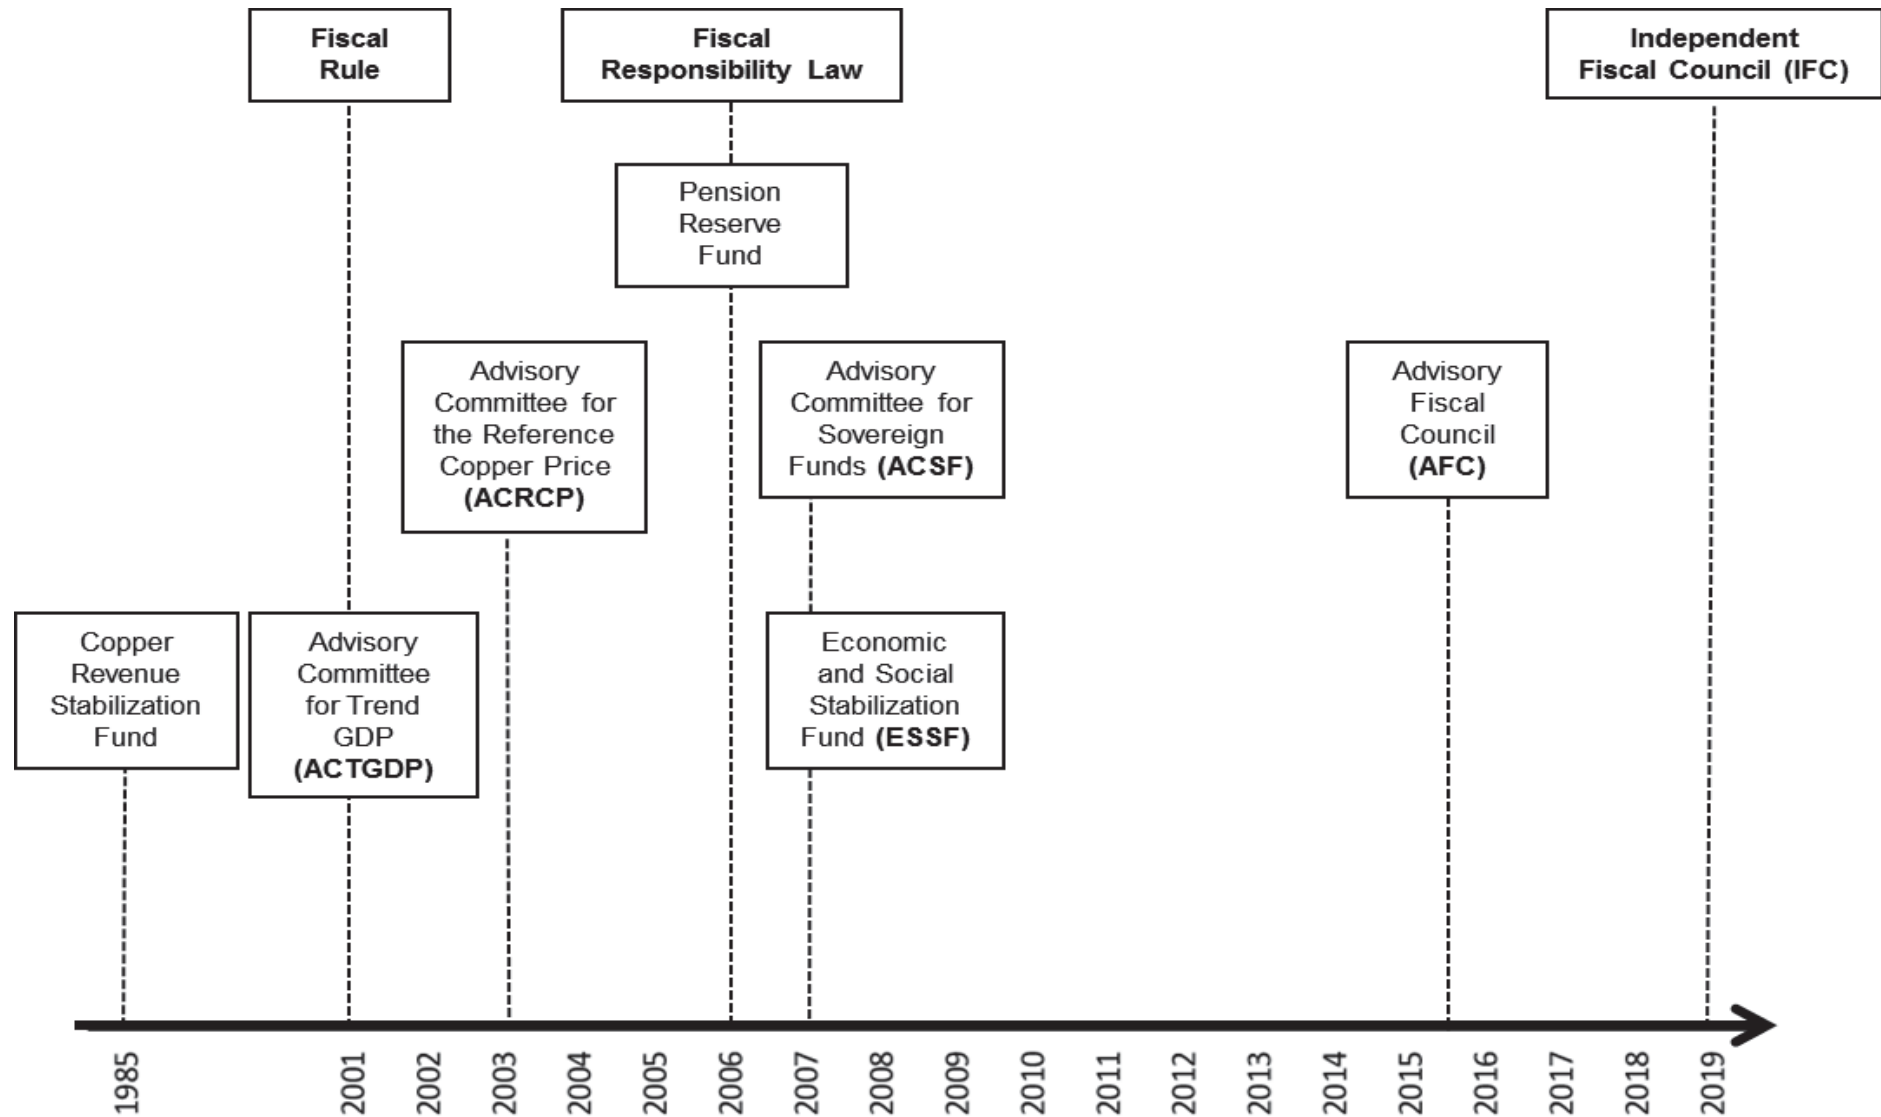 Fiscal
Rule
Fiscal
Responsibility Law
Independent
Fiscal Council (IFC)
Pension
Reserve
Fund
Advisory
Committee for
the Reference
Copper Price
(ACRCP)
Advisory
Committee for
Sovereign
Funds (ACSF)
Advisory
Fiscal
Council
(AFC)
Copper
Revenue
Stabilization
Fund
Advisory
Committee
for Trend
GDP
(ACTGDP)
Economic
and Social
Stabilization
Fund (ESSF)
1985
2001
2002
2003
2004
2005
2006
2007
2008
2009
2010
2011
2012
2013
2014
2015
2016
2017
2018
2019